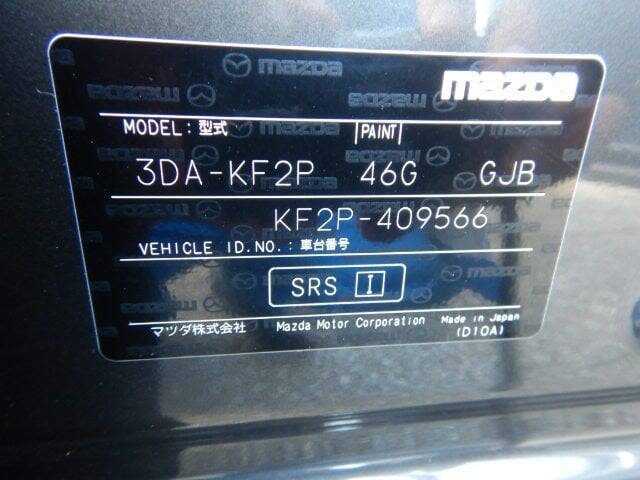 mazda
MODEL : 型式 PAINT
3DA-KF2P 46G GJB
KF2P-409566
VEHICLE ID.NO. : 車台番号
SRS I
マツダ株式会社 Mazda Motor Corporation Made in Japan
(D10A)